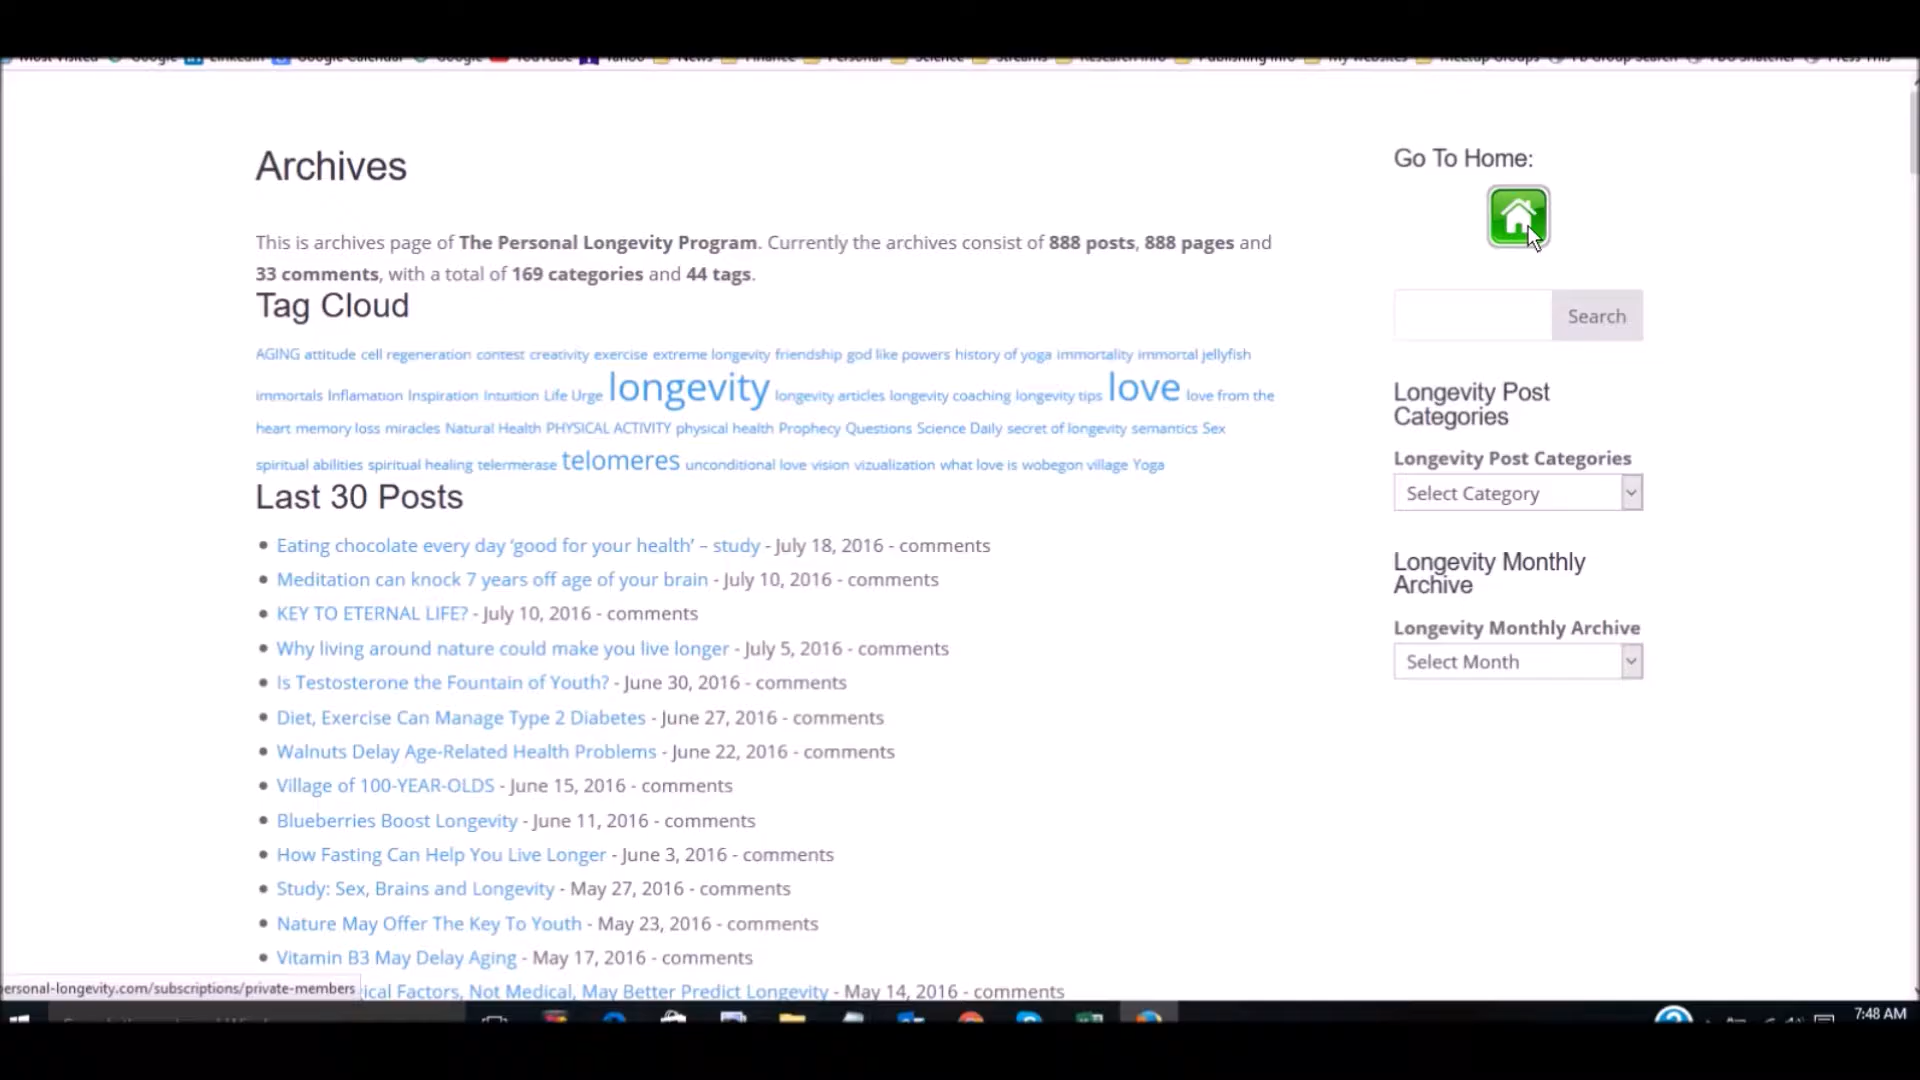 Archives
This is archives page of The Personal Longevity Program. Currently the archives consist of 888 posts, 888 pages and
33 comments, with a total of 169 categories and 44 tags.
Tag Cloud
AGING attitude cell regeneration contest creativity exercise extreme longevity friendship god like powers history of yoga immortality immortal jellyfish
immortals Inflamation Inspiration Intuition Life Urge longevity longevity articles longevity coaching longevity tips love love from the
heart memory loss miracles Natural Health PHYSICAL ACTIVITY physical health Prophecy Questions Science Daily secret of longevity semantics Sex
spiritual abilities spiritual healing telermerase telomeres unconditional love vision vizualization what love is wobegon village Yoga
Last 30 Posts
Eating chocolate every day ‘good for your health’ – study - July 18, 2016 - comments
Meditation can knock 7 years off age of your brain - July 10, 2016 - comments
KEY TO ETERNAL LIFE? - July 10, 2016 - comments
Why living around nature could make you live longer - July 5, 2016 - comments
Is Testosterone the Fountain of Youth? - June 30, 2016 - comments
Diet, Exercise Can Manage Type 2 Diabetes - June 27, 2016 - comments
Walnuts Delay Age-Related Health Problems - June 22, 2016 - comments
Village of 100-YEAR-OLDS - June 15, 2016 - comments
Blueberries Boost Longevity - June 11, 2016 - comments
How Fasting Can Help You Live Longer - June 3, 2016 - comments
Study: Sex, Brains and Longevity - May 27, 2016 - comments
Nature May Offer The Key To Youth - May 23, 2016 - comments
Vitamin B3 May Delay Aging - May 17, 2016 - comments
ical Factors, Not Medical, May Better Predict Longevity - May 14, 2016 - comments
Go To Home:
Search
Longevity Post
Categories
Longevity Post Categories
Select Category
Longevity Monthly
Archive
Longevity Monthly Archive
Select Month
ersonal-longevity.com/subscriptions/private-members
7:48 AM